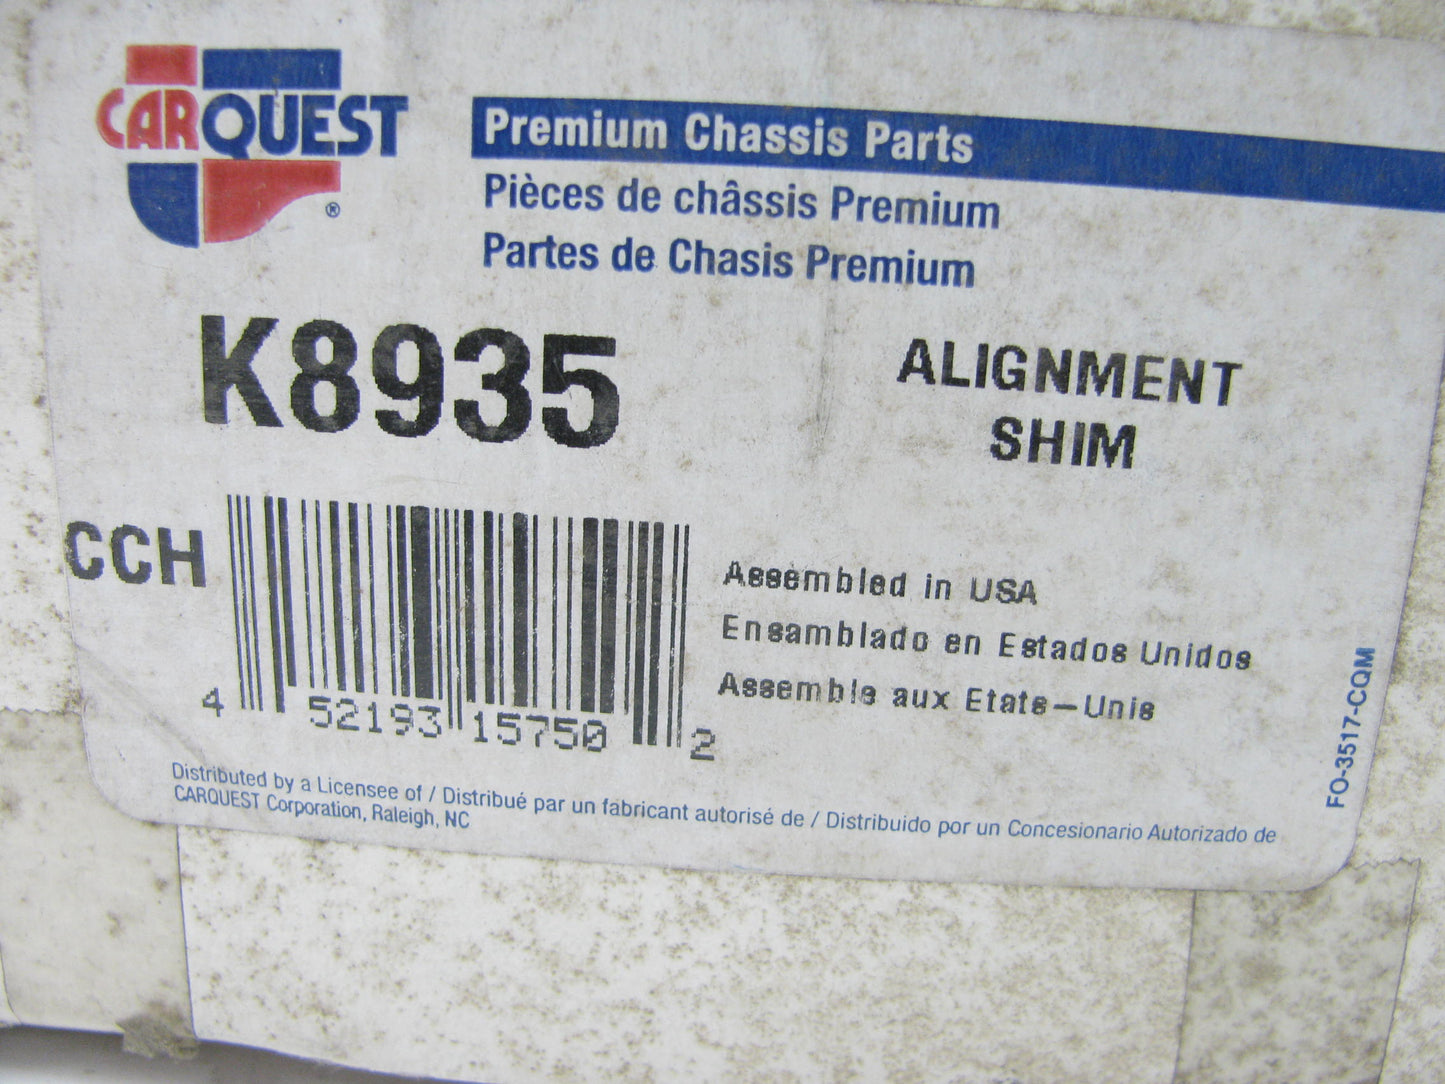 CARQUEST
®
Premium Chassis Parts
Pièces de châssis Premium
Partes de Chasis Premium
K8935
ALIGNMENT
SHIM
CCH
4 52193 15750 2
Assembled in USA
Ensamblado en Estados Unidos
Assemble aux Etats-Unis
FO-3517-CQM
Distributed by a Licensee of / Distribué par un fabricant autorisé de / Distribuido por un Concesionario Autorizado de
CARQUEST Corporation, Raleigh, NC